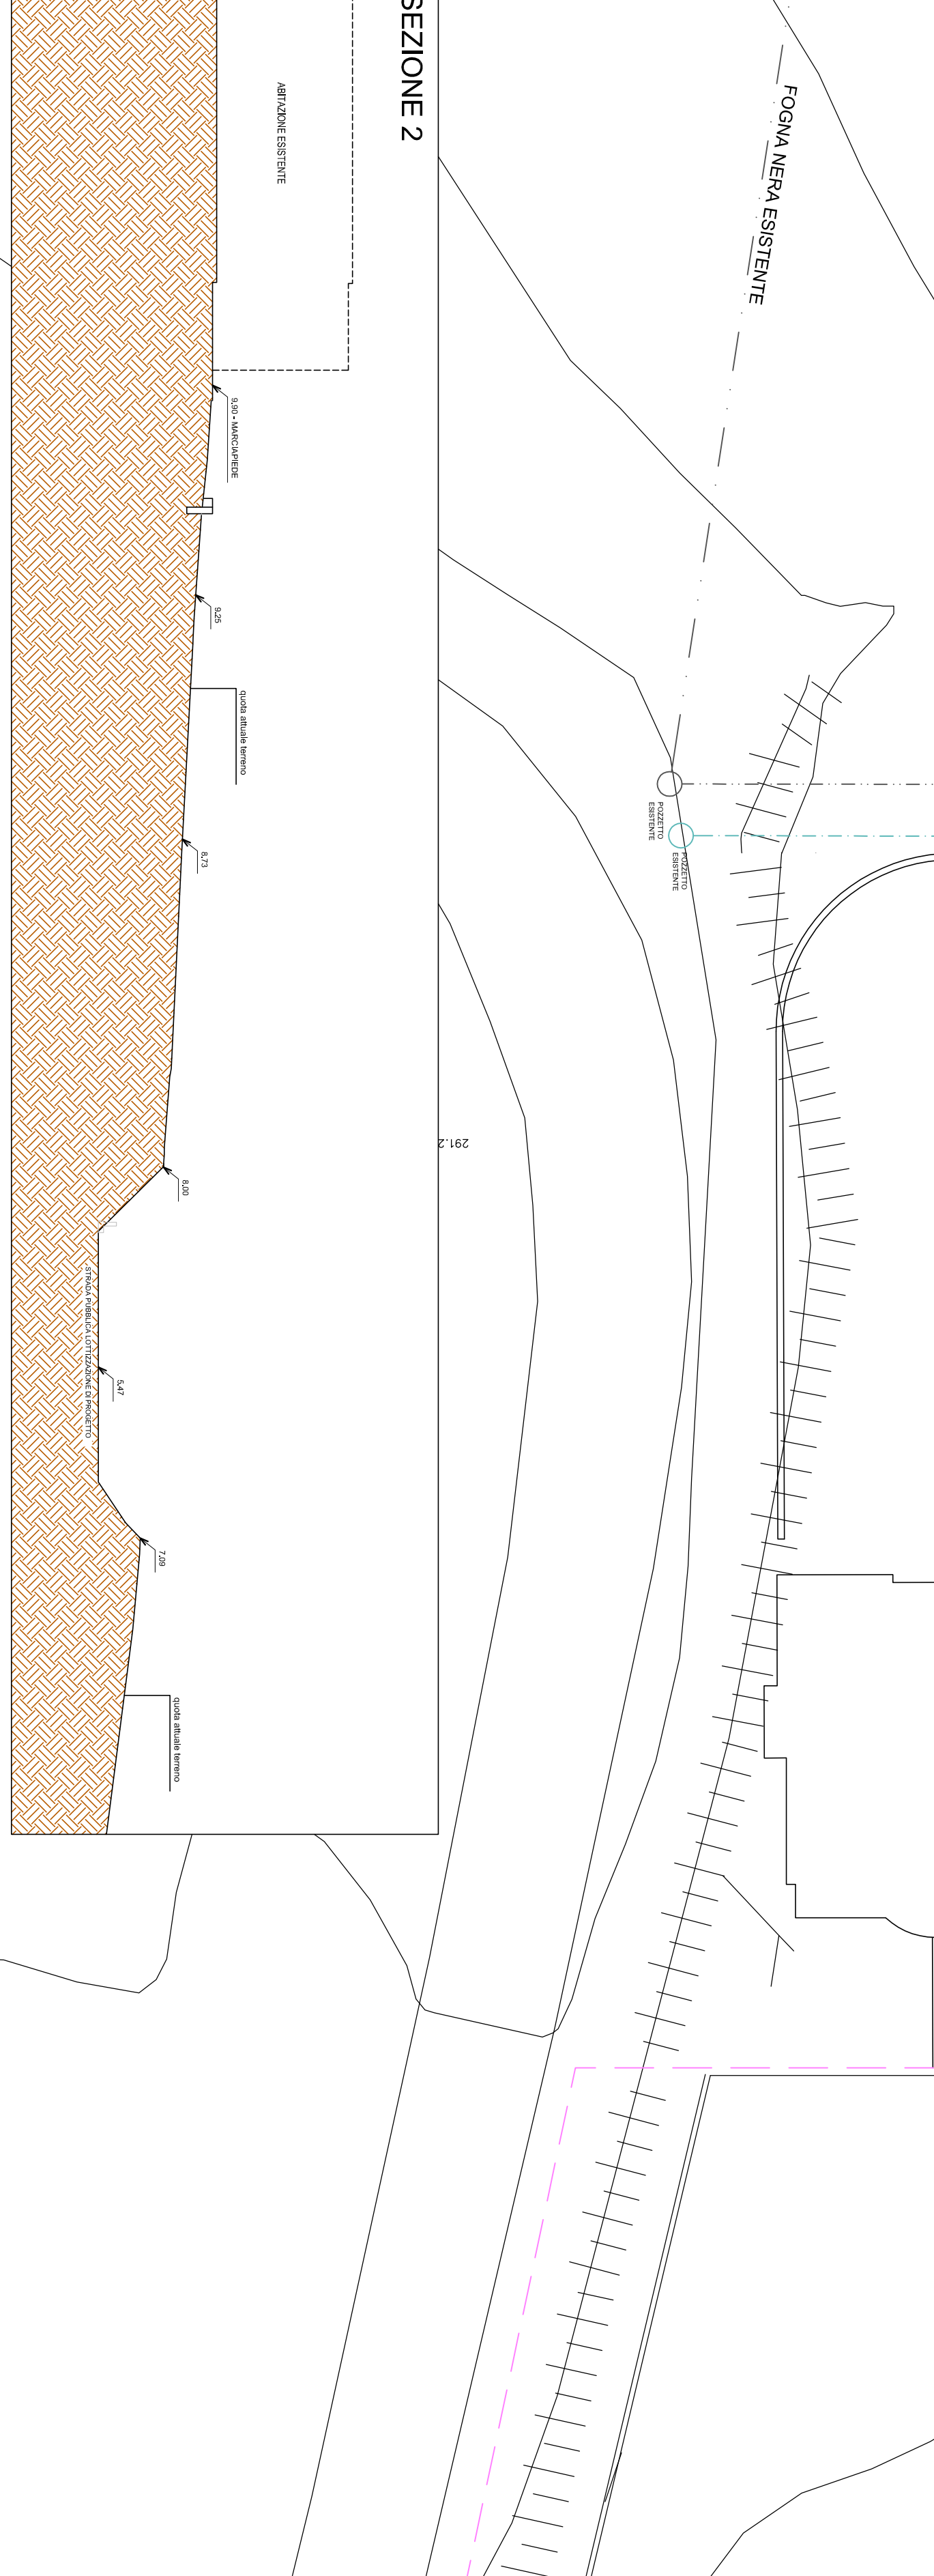 SEZIONE 2
ABITAZIONE ESISTENTE
FOGNA NERA ESISTENTE
9,90 - MARCIAPIEDE
9,25
quota attuale terreno
POZZETTO
ESISTENTE
POZZETTO
ESISTENTE
8,73
291.2
8,00
STRADA PUBBLICA LOTTIZZAZIONE DI PROGETTO
5,47
7,09
quota attuale terreno